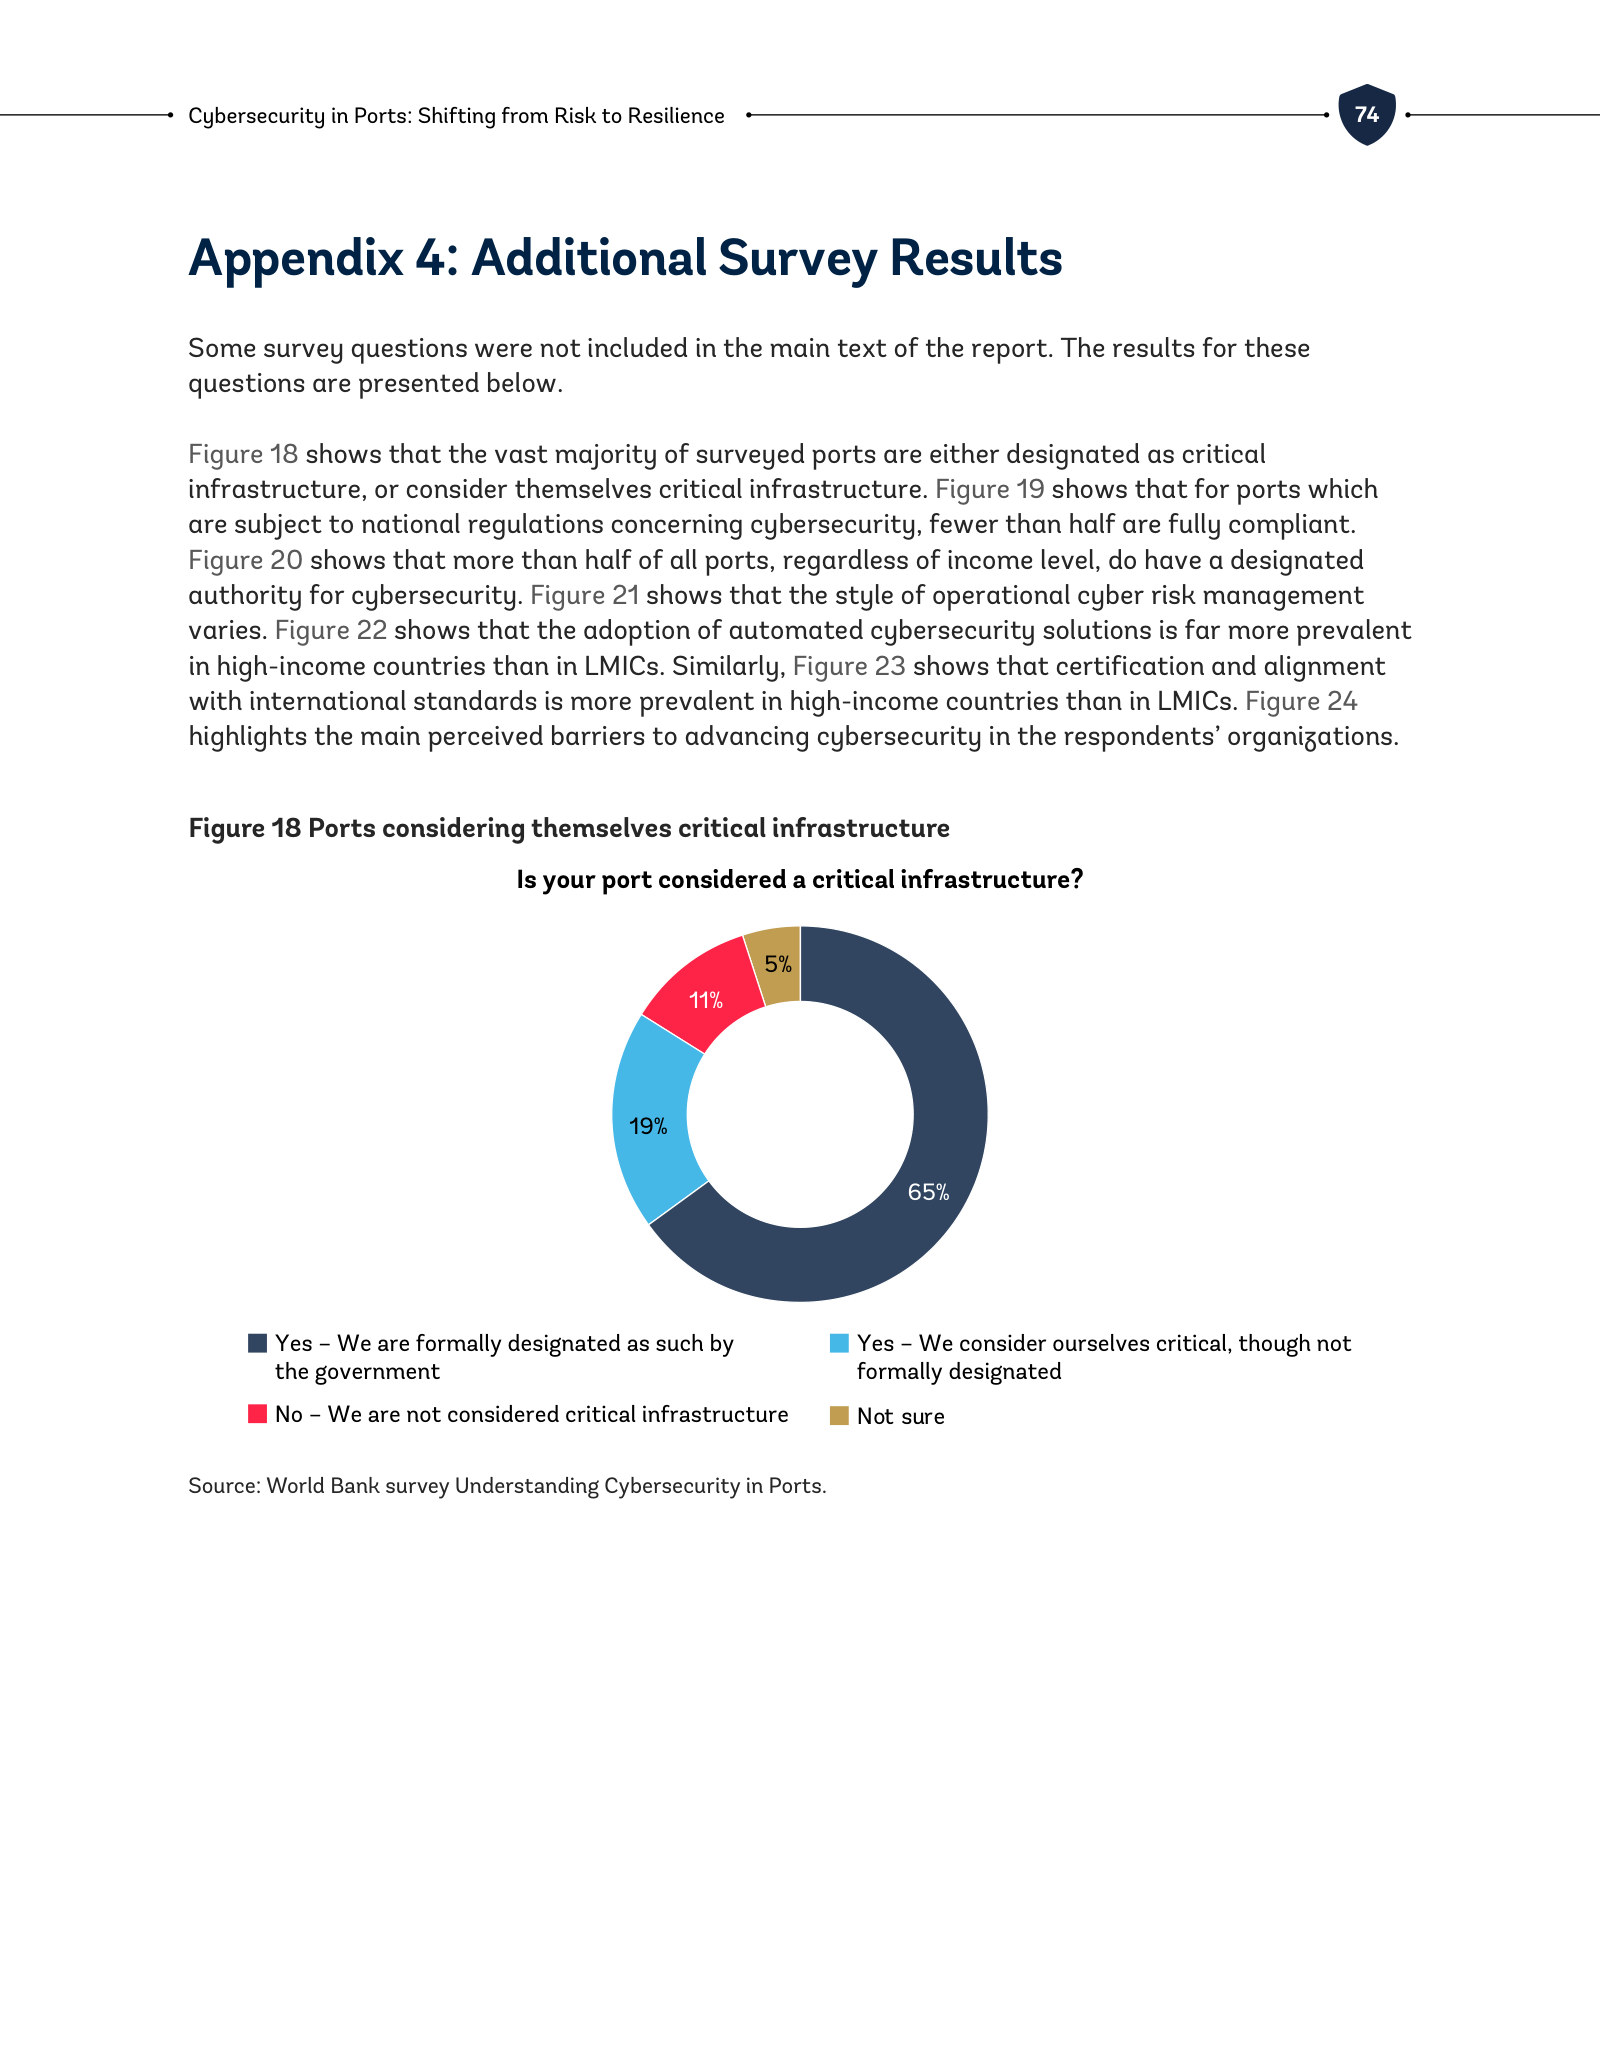 Cybersecurity in Ports: Shifting from Risk to Resilience
74
Appendix 4: Additional Survey Results
Some survey questions were not included in the main text of the report. The results for these
questions are presented below.
Figure 18 shows that the vast majority of surveyed ports are either designated as critical
infrastructure, or consider themselves critical infrastructure. Figure 19 shows that for ports which
are subject to national regulations concerning cybersecurity, fewer than half are fully compliant.
Figure 20 shows that more than half of all ports, regardless of income level, do have a designated
authority for cybersecurity. Figure 21 shows that the style of operational cyber risk management
varies. Figure 22 shows that the adoption of automated cybersecurity solutions is far more prevalent
in high-income countries than in LMICs. Similarly, Figure 23 shows that certification and alignment
with international standards is more prevalent in high-income countries than in LMICs. Figure 24
highlights the main perceived barriers to advancing cybersecurity in the respondents’ organizations.
Figure 18 Ports considering themselves critical infrastructure
Is your port considered a critical infrastructure?
5%
11%
19%
65%
Yes – We are formally designated as such by
the government
Yes – We consider ourselves critical, though not
formally designated
No – We are not considered critical infrastructure
Not sure
Source: World Bank survey Understanding Cybersecurity in Ports.